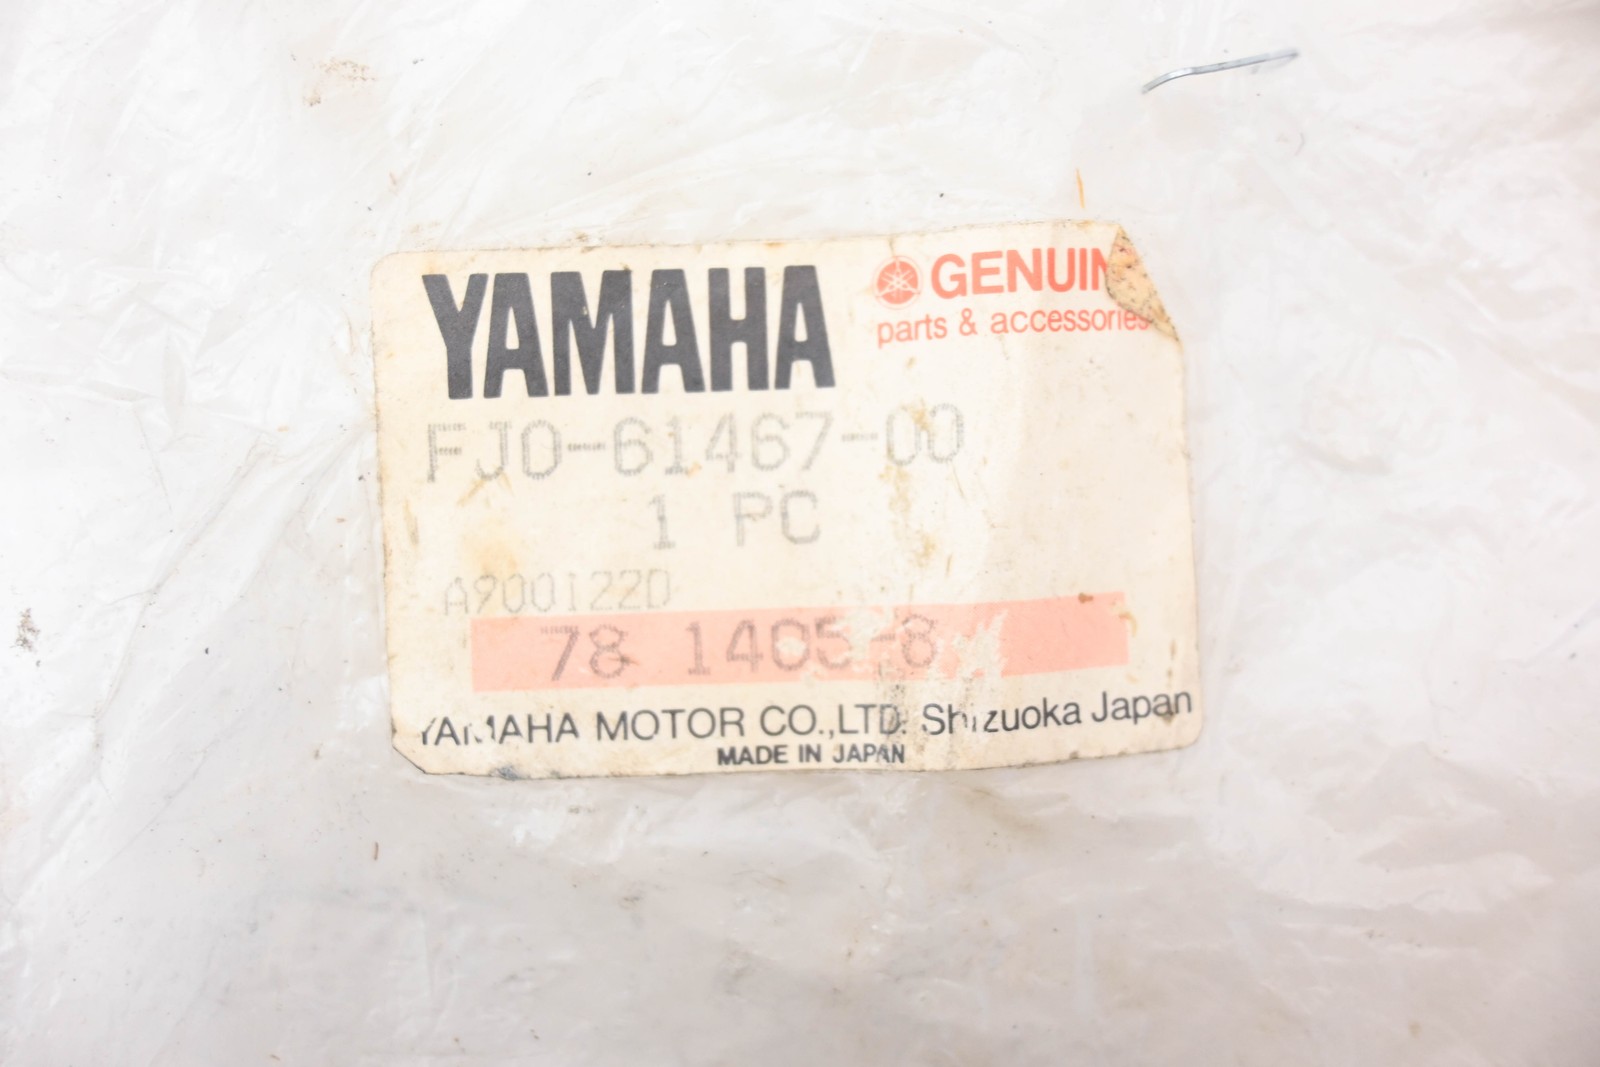 YAMAHA
GENUIN
parts & accessories
FJ0-61467-00
1 PC
A900122D
78 1405-8
YAMAHA MOTOR CO.,LTD. Shizuoka Japan
MADE IN JAPAN